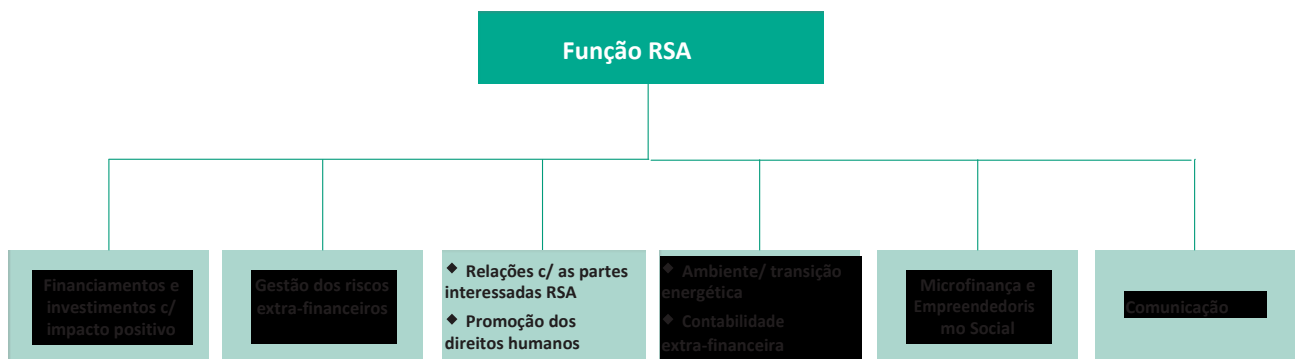 Função RSA
Financiamentos e
investimentos c/
impacto positivo
Gestão dos riscos
extra-financeiros
◆ Relações c/ as partes
interessadas RSA
◆ Promoção dos
direitos humanos
◆ Ambiente/ transição
energética
◆ Contabilidade
extra-financeira
Microfinança e
Empreendedoris
mo Social
Comunicação